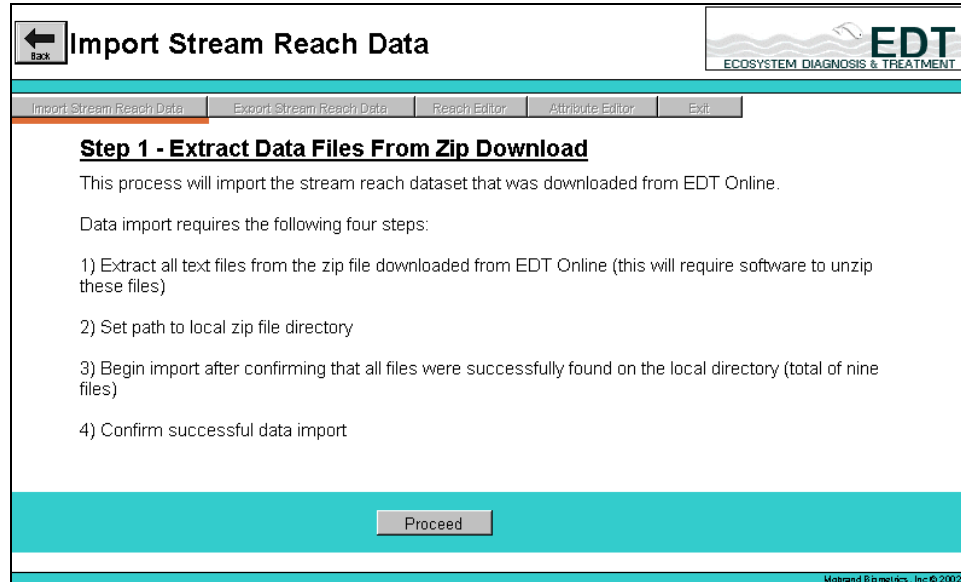 Back
Import Stream Reach Data
EDT
ECOSYSTEM DIAGNOSIS & TREATMENT
Import Stream Reach Data
Export Stream Reach Data
Reach Editor
Attribute Editor
Exit
Step 1 - Extract Data Files From Zip Download
This process will import the stream reach dataset that was downloaded from EDT Online.
Data import requires the following four steps:
1) Extract all text files from the zip file downloaded from EDT Online (this will require software to unzip
these files)
2) Set path to local zip file directory
3) Begin import after confirming that all files were successfully found on the local directory (total of nine
files)
4) Confirm successful data import
Proceed
Mobrand Biometrics, Inc © 2002